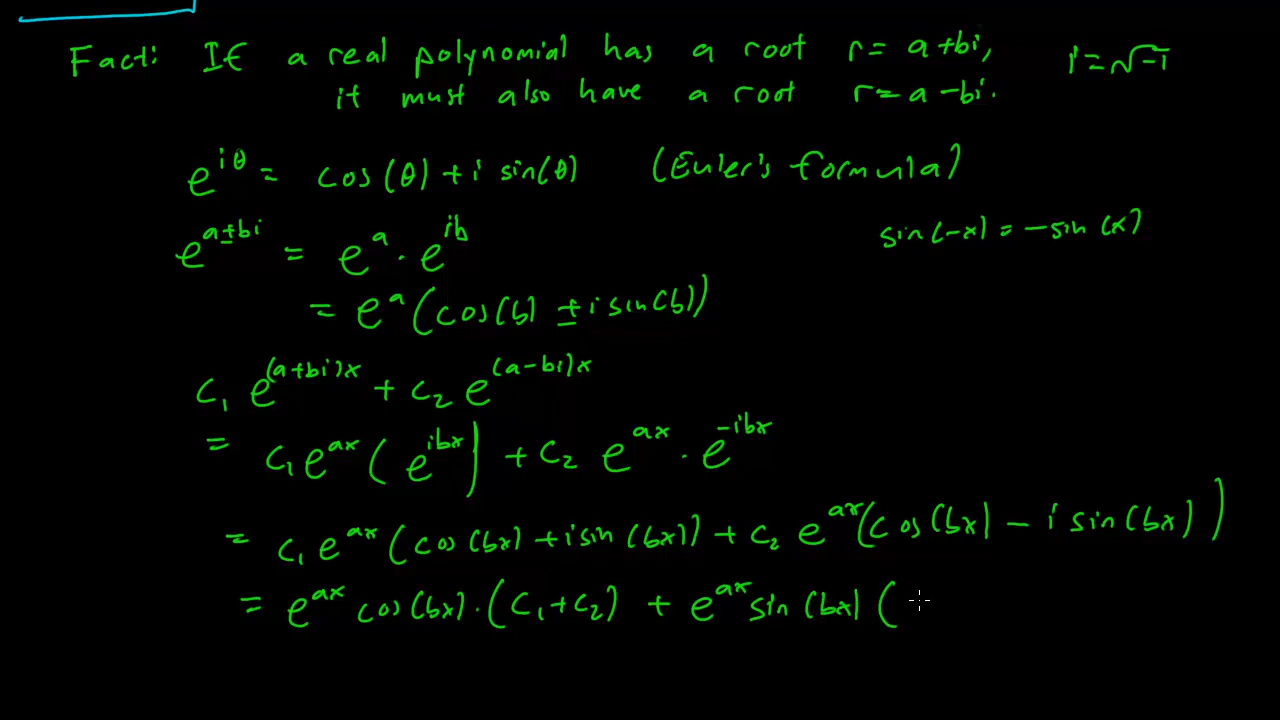 Fact: If a real polynomial has a root r = a+bi, i = √-1
it must also have a root r = a - bi.
e^{iθ} = cos(θ) + i sin(θ) (Euler's formula)
sin(-x) = -sin(x)
e^{a±bi} = e^a · e^{ib}
= e^a (cos(b) ± i sin(b))
c₁ e^{(a+bi)x} + c₂ e^{(a-bi)x}
= c₁ e^{ax} (e^{ibx}) + c₂ e^{ax} · e^{-ibx}
= c₁ e^{ax} (cos(bx) + i sin(bx)) + c₂ e^{ax} (cos(bx) - i sin(bx))
= e^{ax} cos(bx) · (c₁ + c₂) + e^{ax} sin(bx) (